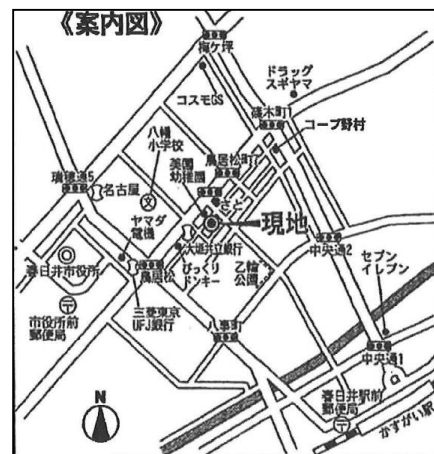 《案内図》
梅ケ坪
ドラッグ
スギヤマ
コスモGS
篠木町1
コープ野村
八幡
小学校
鳥居松町
英国
幼稚園
瑞穂通5
名古屋
文
さと
現地
ヤマダ
電機
大垣共立銀行
中央通2
春日井市役所
鳥居松
びっくり
ドンキー
乙輪
公園
セブン
イレブン
市役所前
郵便局
三菱東京
UFJ銀行
八事町
中央通1
N
春日井駅前
郵便局
かすがい駅